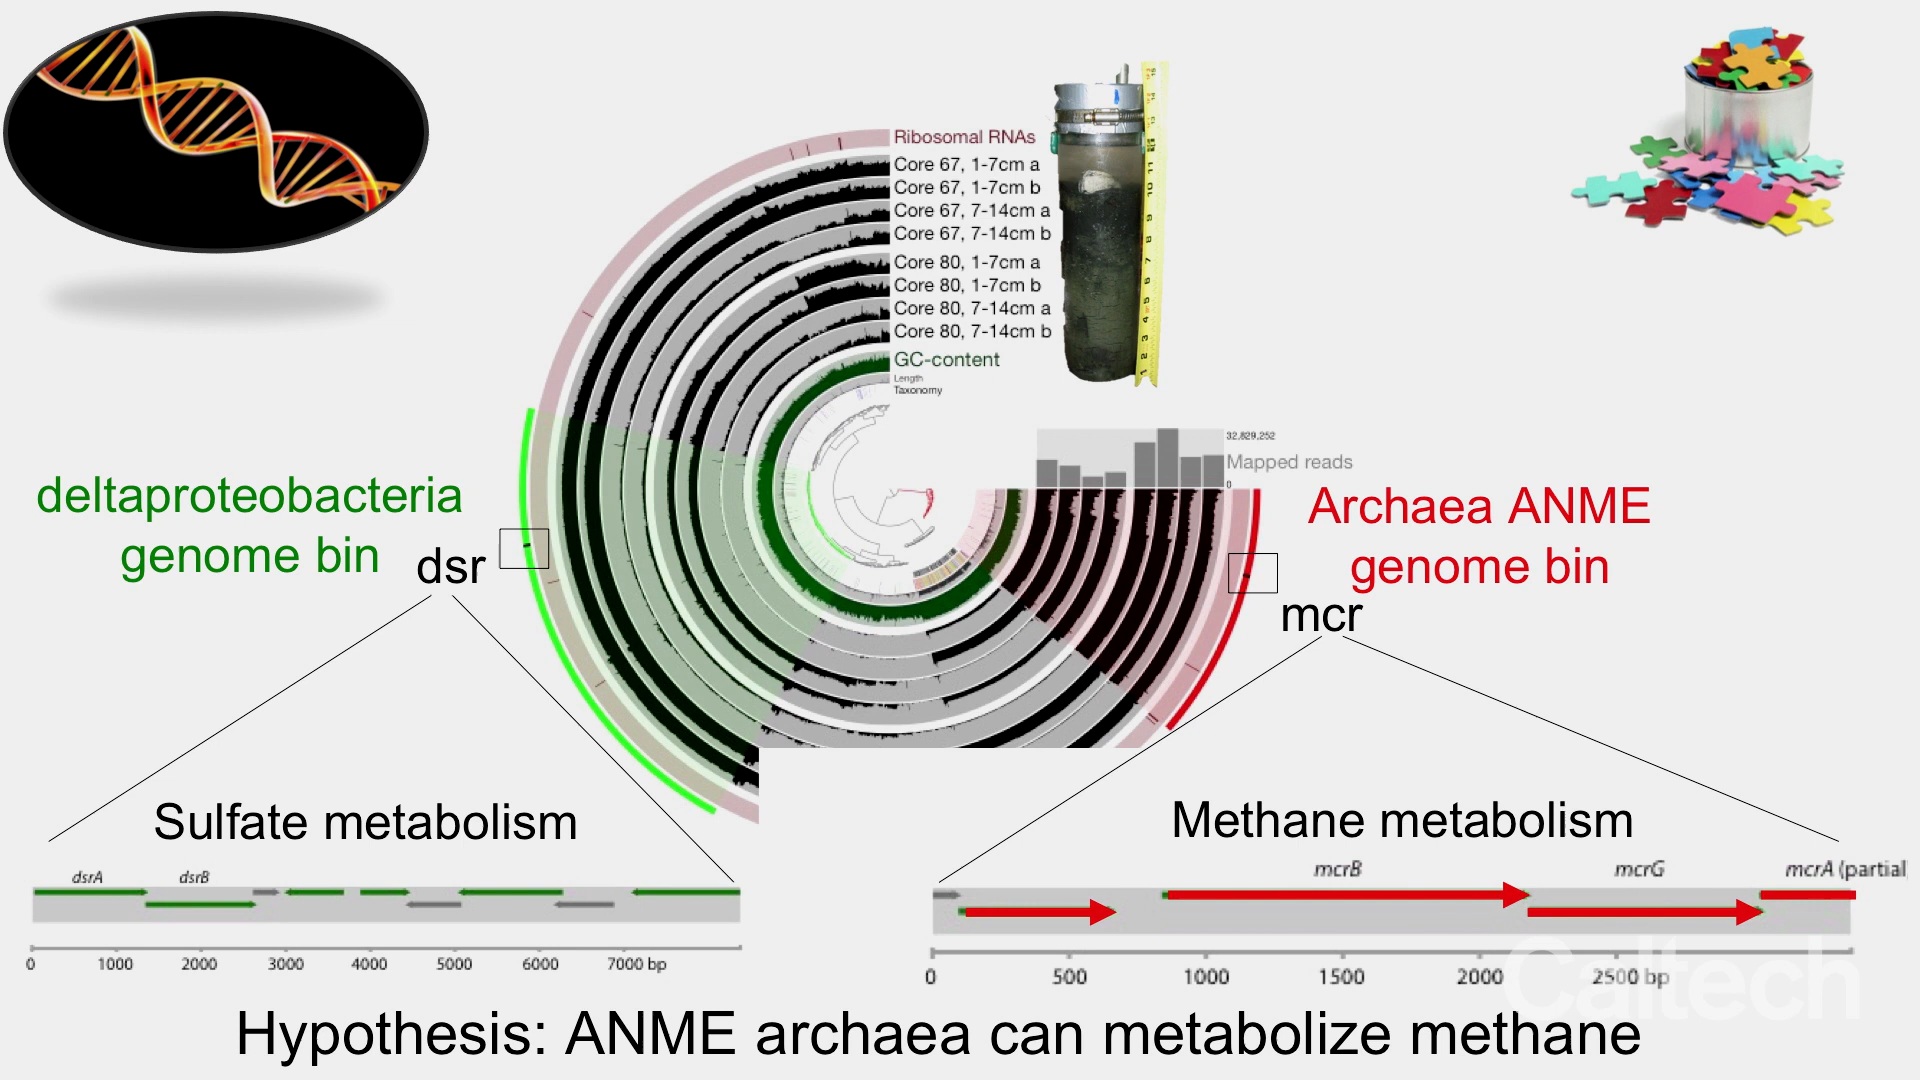 Ribosomal RNAs
Core 67, 1-7cm a
Core 67, 1-7cm b
Core 67, 7-14cm a
Core 67, 7-14cm b
Core 80, 1-7cm a
Core 80, 1-7cm b
Core 80, 7-14cm a
Core 80, 7-14cm b
GC-content
Length
Taxonomy
32,829,252
Mapped reads
0
deltaproteobacteria
genome bin
dsr
Archaea ANME
genome bin
mcr
Sulfate metabolism
dsrA dsrB
0 1000 2000 3000 4000 5000 6000 7000 bp
Methane metabolism
mcrB mcrG mcrA (partial
0 500 1000 1500 2000 2500 bp
Caltech
Hypothesis: ANME archaea can metabolize methane